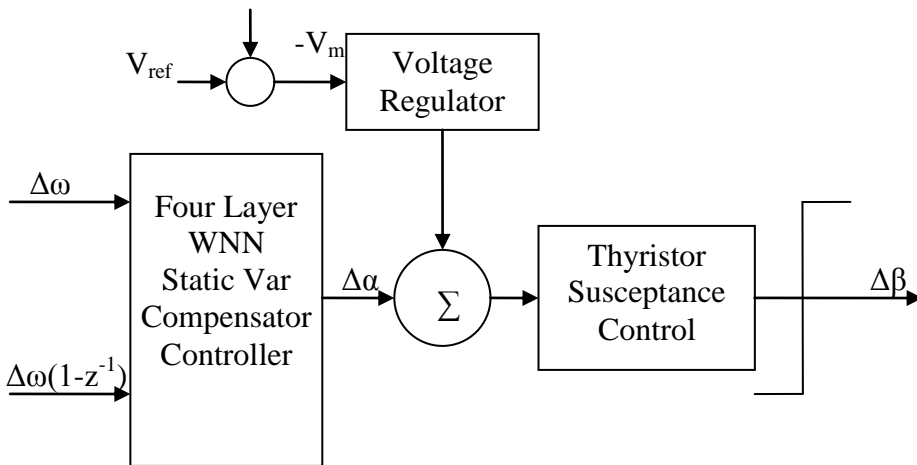 -Vₘ
V_ref
Voltage
Regulator
Δω
Four Layer
WNN
Static Var
Compensator
Controller
Δω(1-z⁻¹)
Δα
∑
Thyristor
Susceptance
Control
Δβ